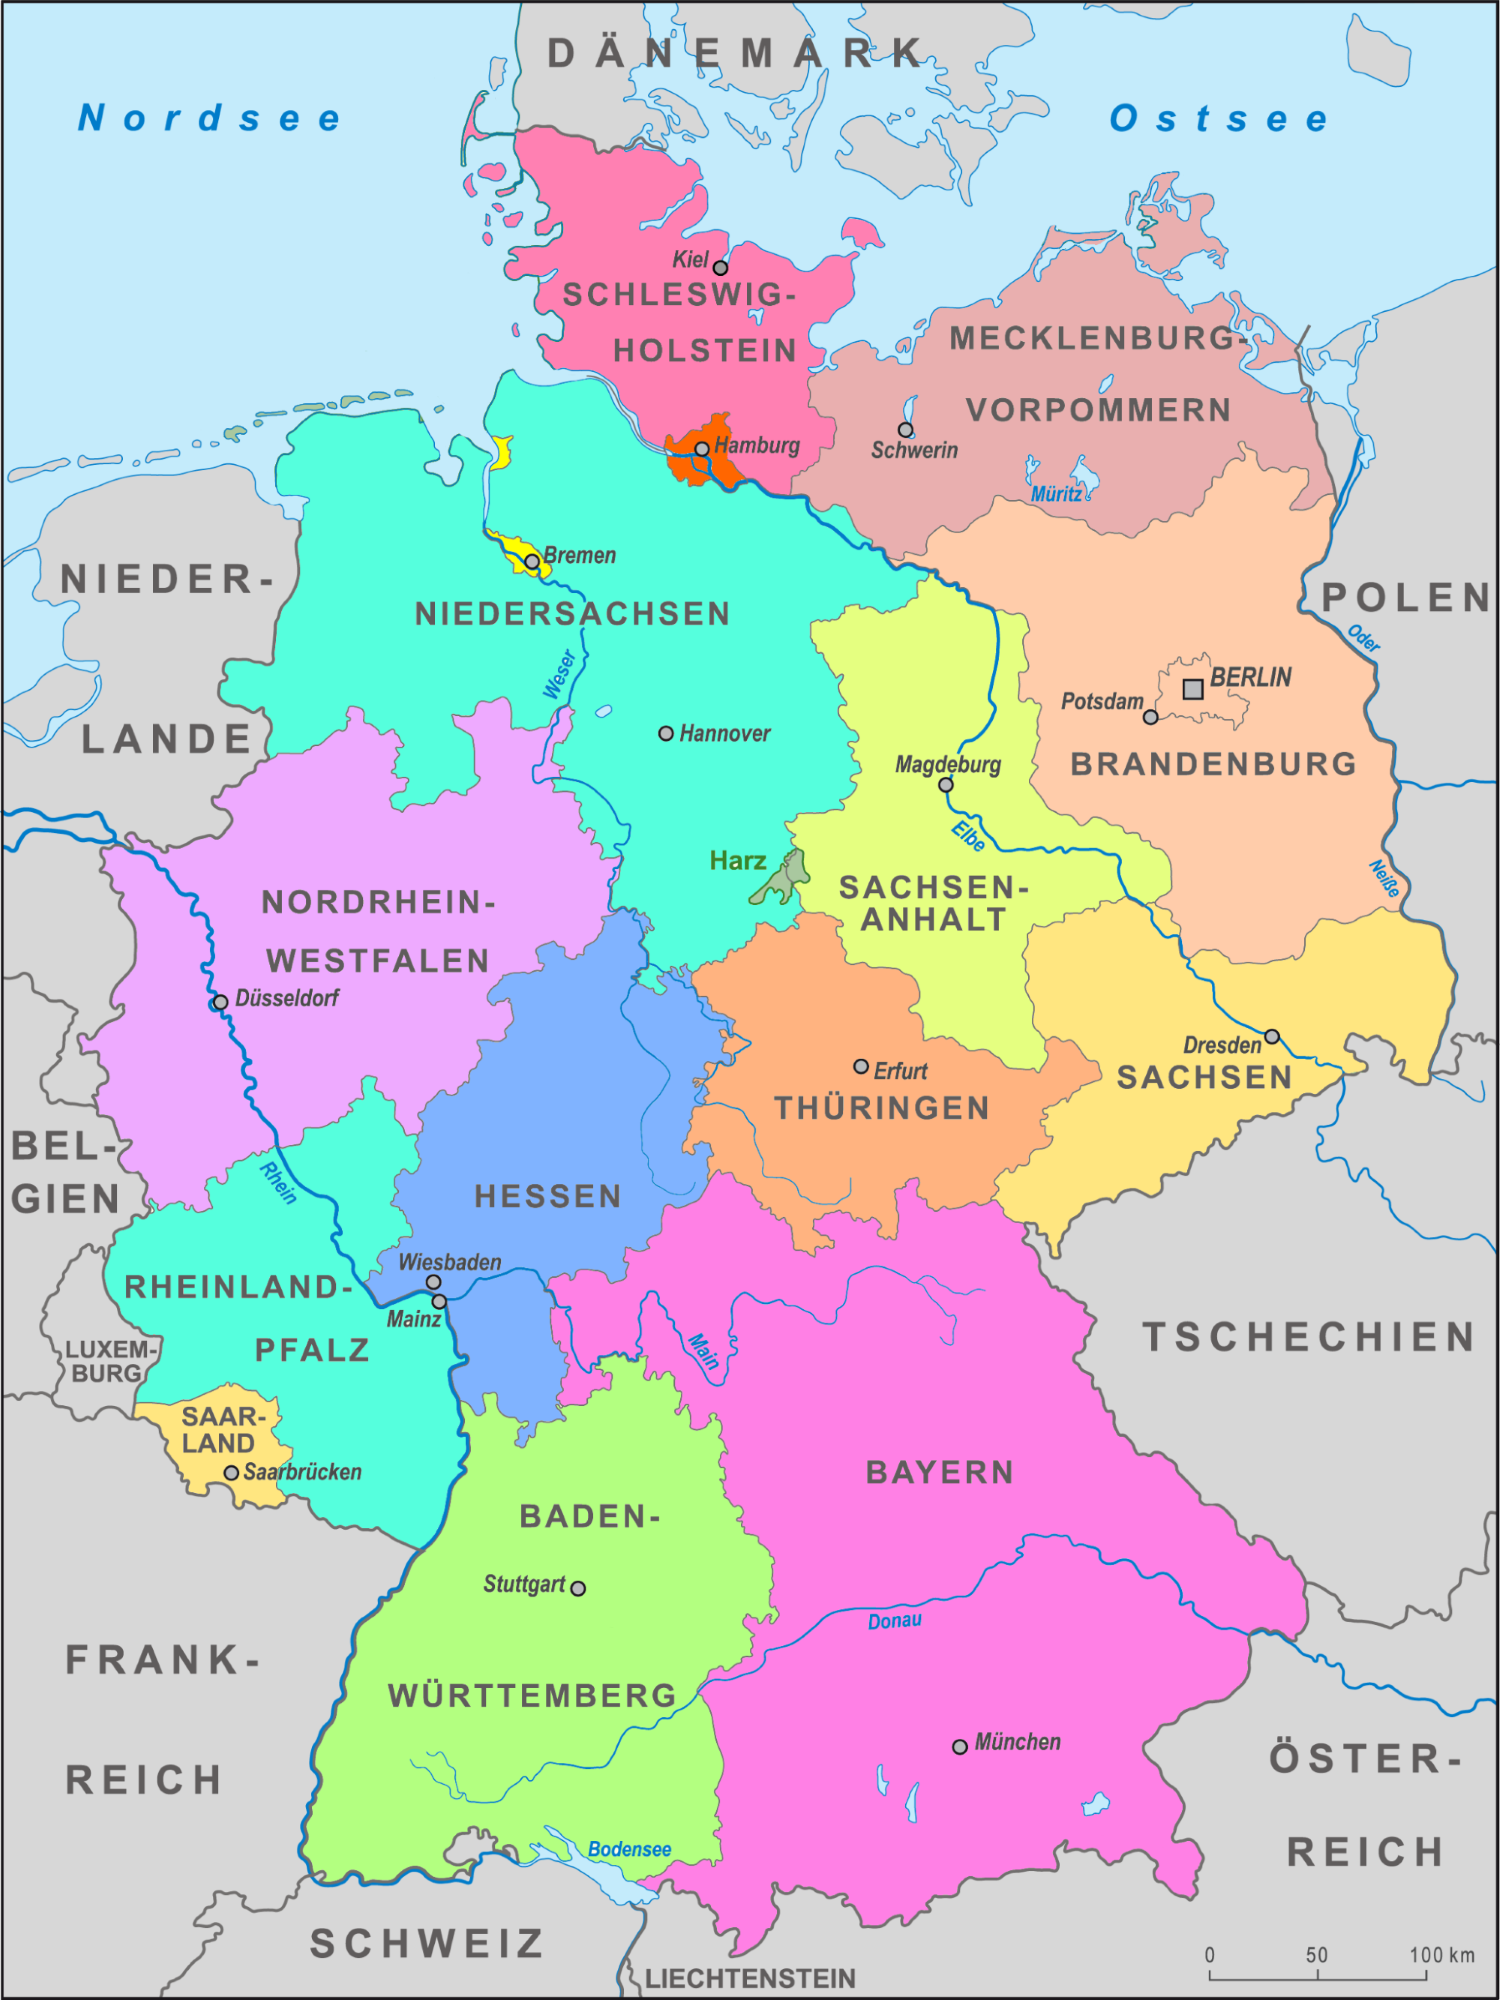 DÄNEMARK
Nordsee
Ostsee
Kiel
SCHLESWIG-
HOLSTEIN
MECKLENBURG-
VORPOMMERN
Schwerin
Müritz
Hamburg
Bremen
NIEDER-
LANDE
NIEDERSACHSEN
Weser
Hannover
POLEN
Oder
BERLIN
Potsdam
BRANDENBURG
Magdeburg
Elbe
Neiße
Harz
SACHSEN-
ANHALT
NORDRHEIN-
WESTFALEN
Düsseldorf
Dresden
SACHSEN
Erfurt
THÜRINGEN
BEL-
GIEN
Rhein
HESSEN
Wiesbaden
Mainz
RHEINLAND-
PFALZ
LUXEM-
BURG
Main
TSCHECHIEN
SAAR-
LAND
Saarbrücken
BAYERN
BADEN-
WÜRTTEMBERG
Stuttgart
Donau
FRANK-
REICH
München
ÖSTER-
REICH
Bodensee
SCHWEIZ
LIECHTENSTEIN
0 50 100 km